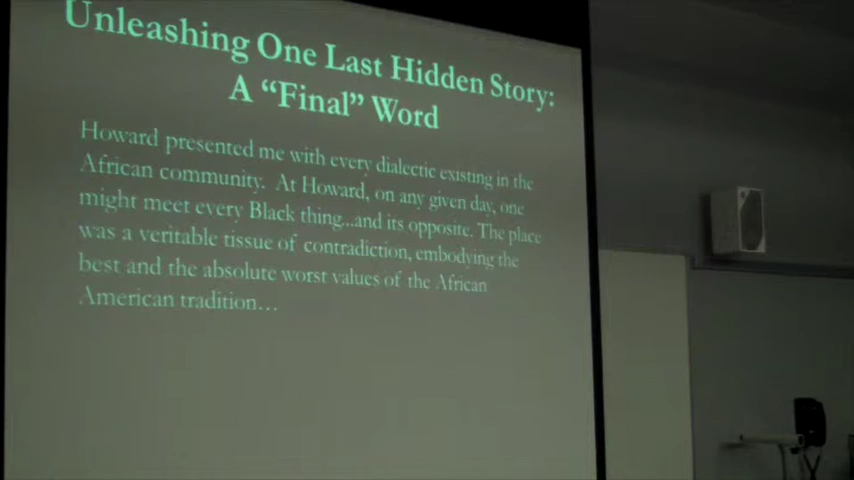 Unleashing One Last Hidden Story:
A “Final” Word
Howard presented me with every dialectic existing in the
African community. At Howard, on any given day, one
might meet every Black thing...and its opposite. The place
was a veritable tissue of contradiction, embodying the
best and the absolute worst values of the African
American tradition…